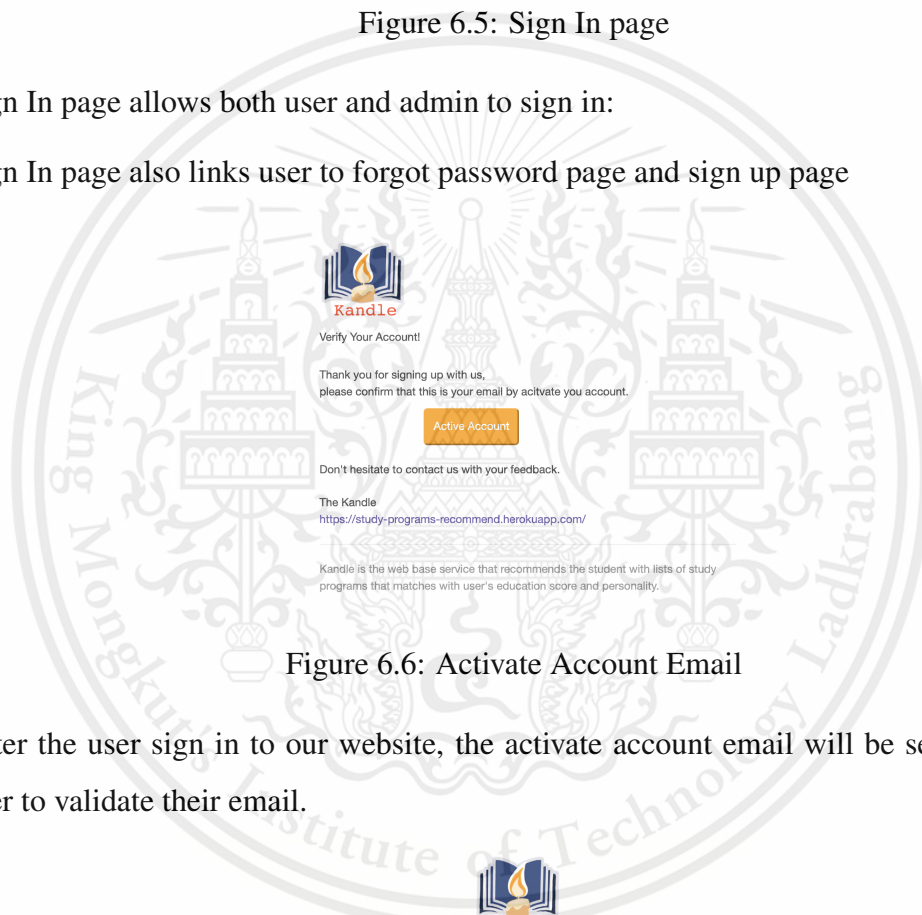 Figure 6.5: Sign In page
gn In page allows both user and admin to sign in:
gn In page also links user to forgot password page and sign up page
Kandle
Verify Your Account!
Thank you for signing up with us,
please confirm that this is your email by acitvate you account.
Active Account
Don't hesitate to contact us with your feedback.
The Kandle
https://study-programs-recommend.herokuapp.com/
Kandle is the web base service that recommends the student with lists of study
programs that matches with user's education score and personality.
Figure 6.6: Activate Account Email
ter the user sign in to our website, the activate account email will be se
er to validate their email.
King Mongkut's Institute of Technology Ladkrabang